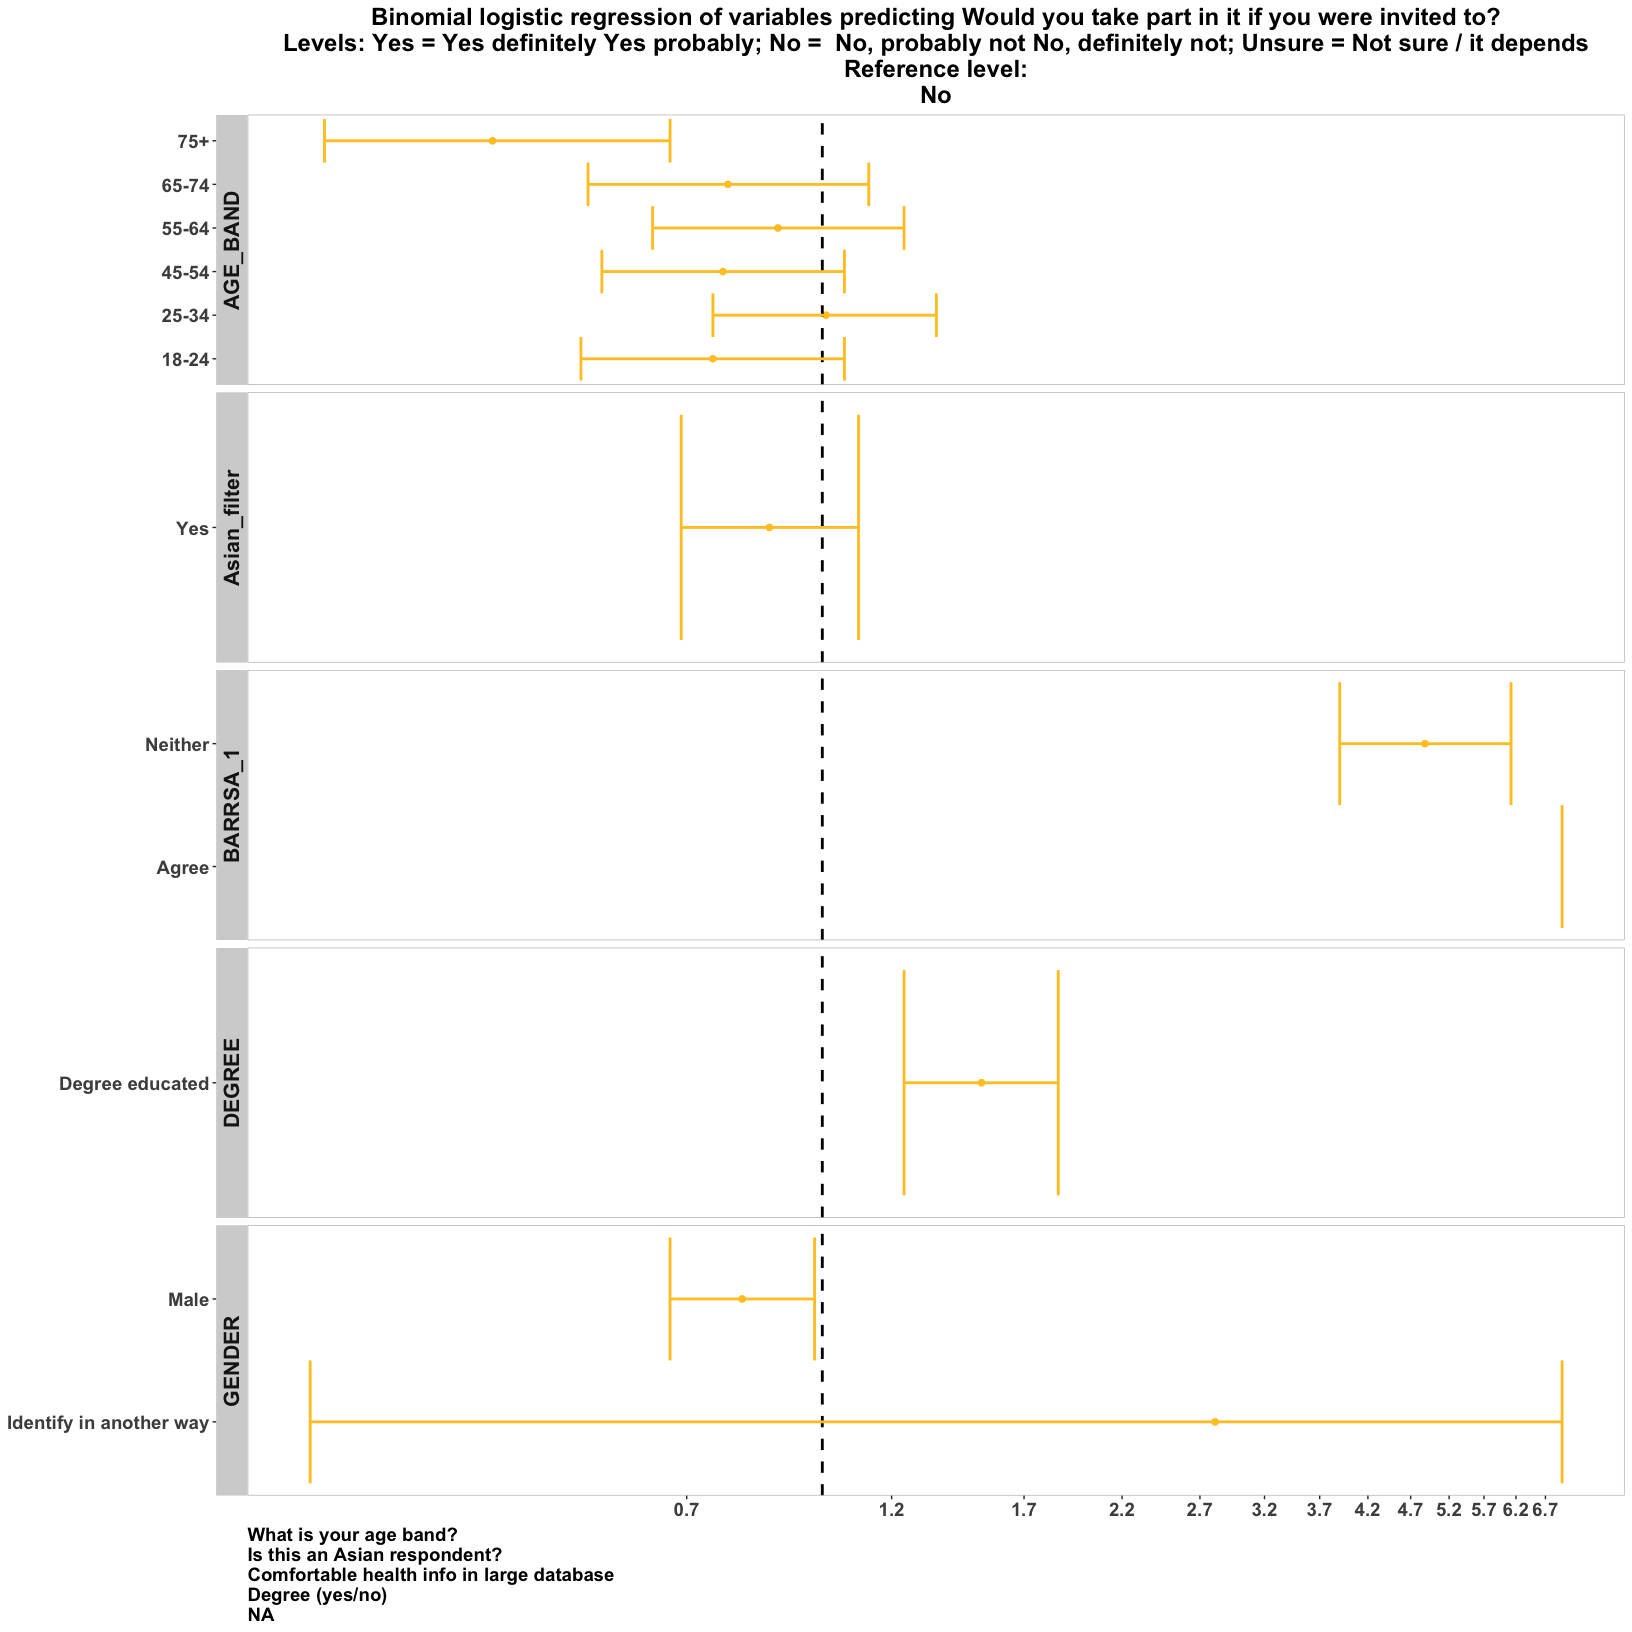 Binomial logistic regression of variables predicting Would you take part in it if you were invited to?
Levels: Yes = Yes definitely Yes probably; No =  No, probably not No, definitely not; Unsure = Not sure / it depends
Reference level:
No
AGE_BAND
75+
65-74
55-64
45-54
25-34
18-24
Asian_filter
Yes
BARRSA_1
Neither
Agree
DEGREE
Degree educated
GENDER
Male
Identify in another way
0.7 1.2 1.7 2.2 2.7 3.2 3.7 4.2 4.7 5.2 5.7 6.2 6.7
What is your age band?
Is this an Asian respondent?
Comfortable health info in large database
Degree (yes/no)
NA